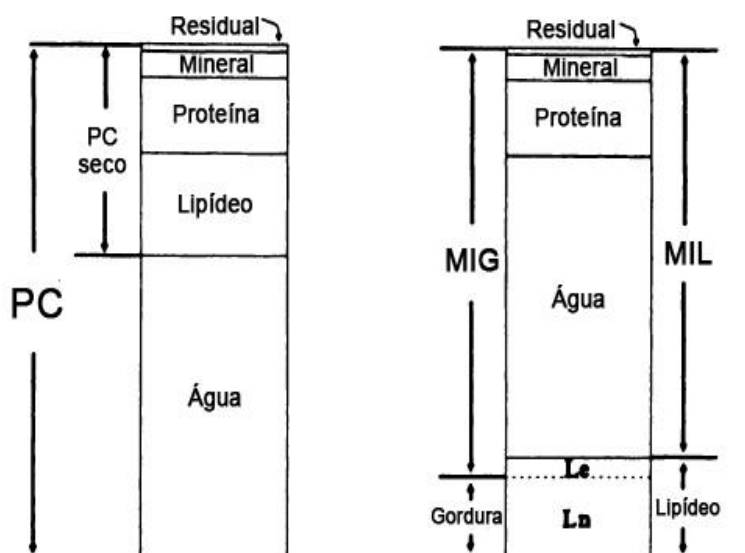 Residual
Mineral
Proteína
PC
seco
Lipídeo
PC
Água
Residual
Mineral
Proteína
MIG
MIL
Água
Le
Gordura
Ln
Lipídeo